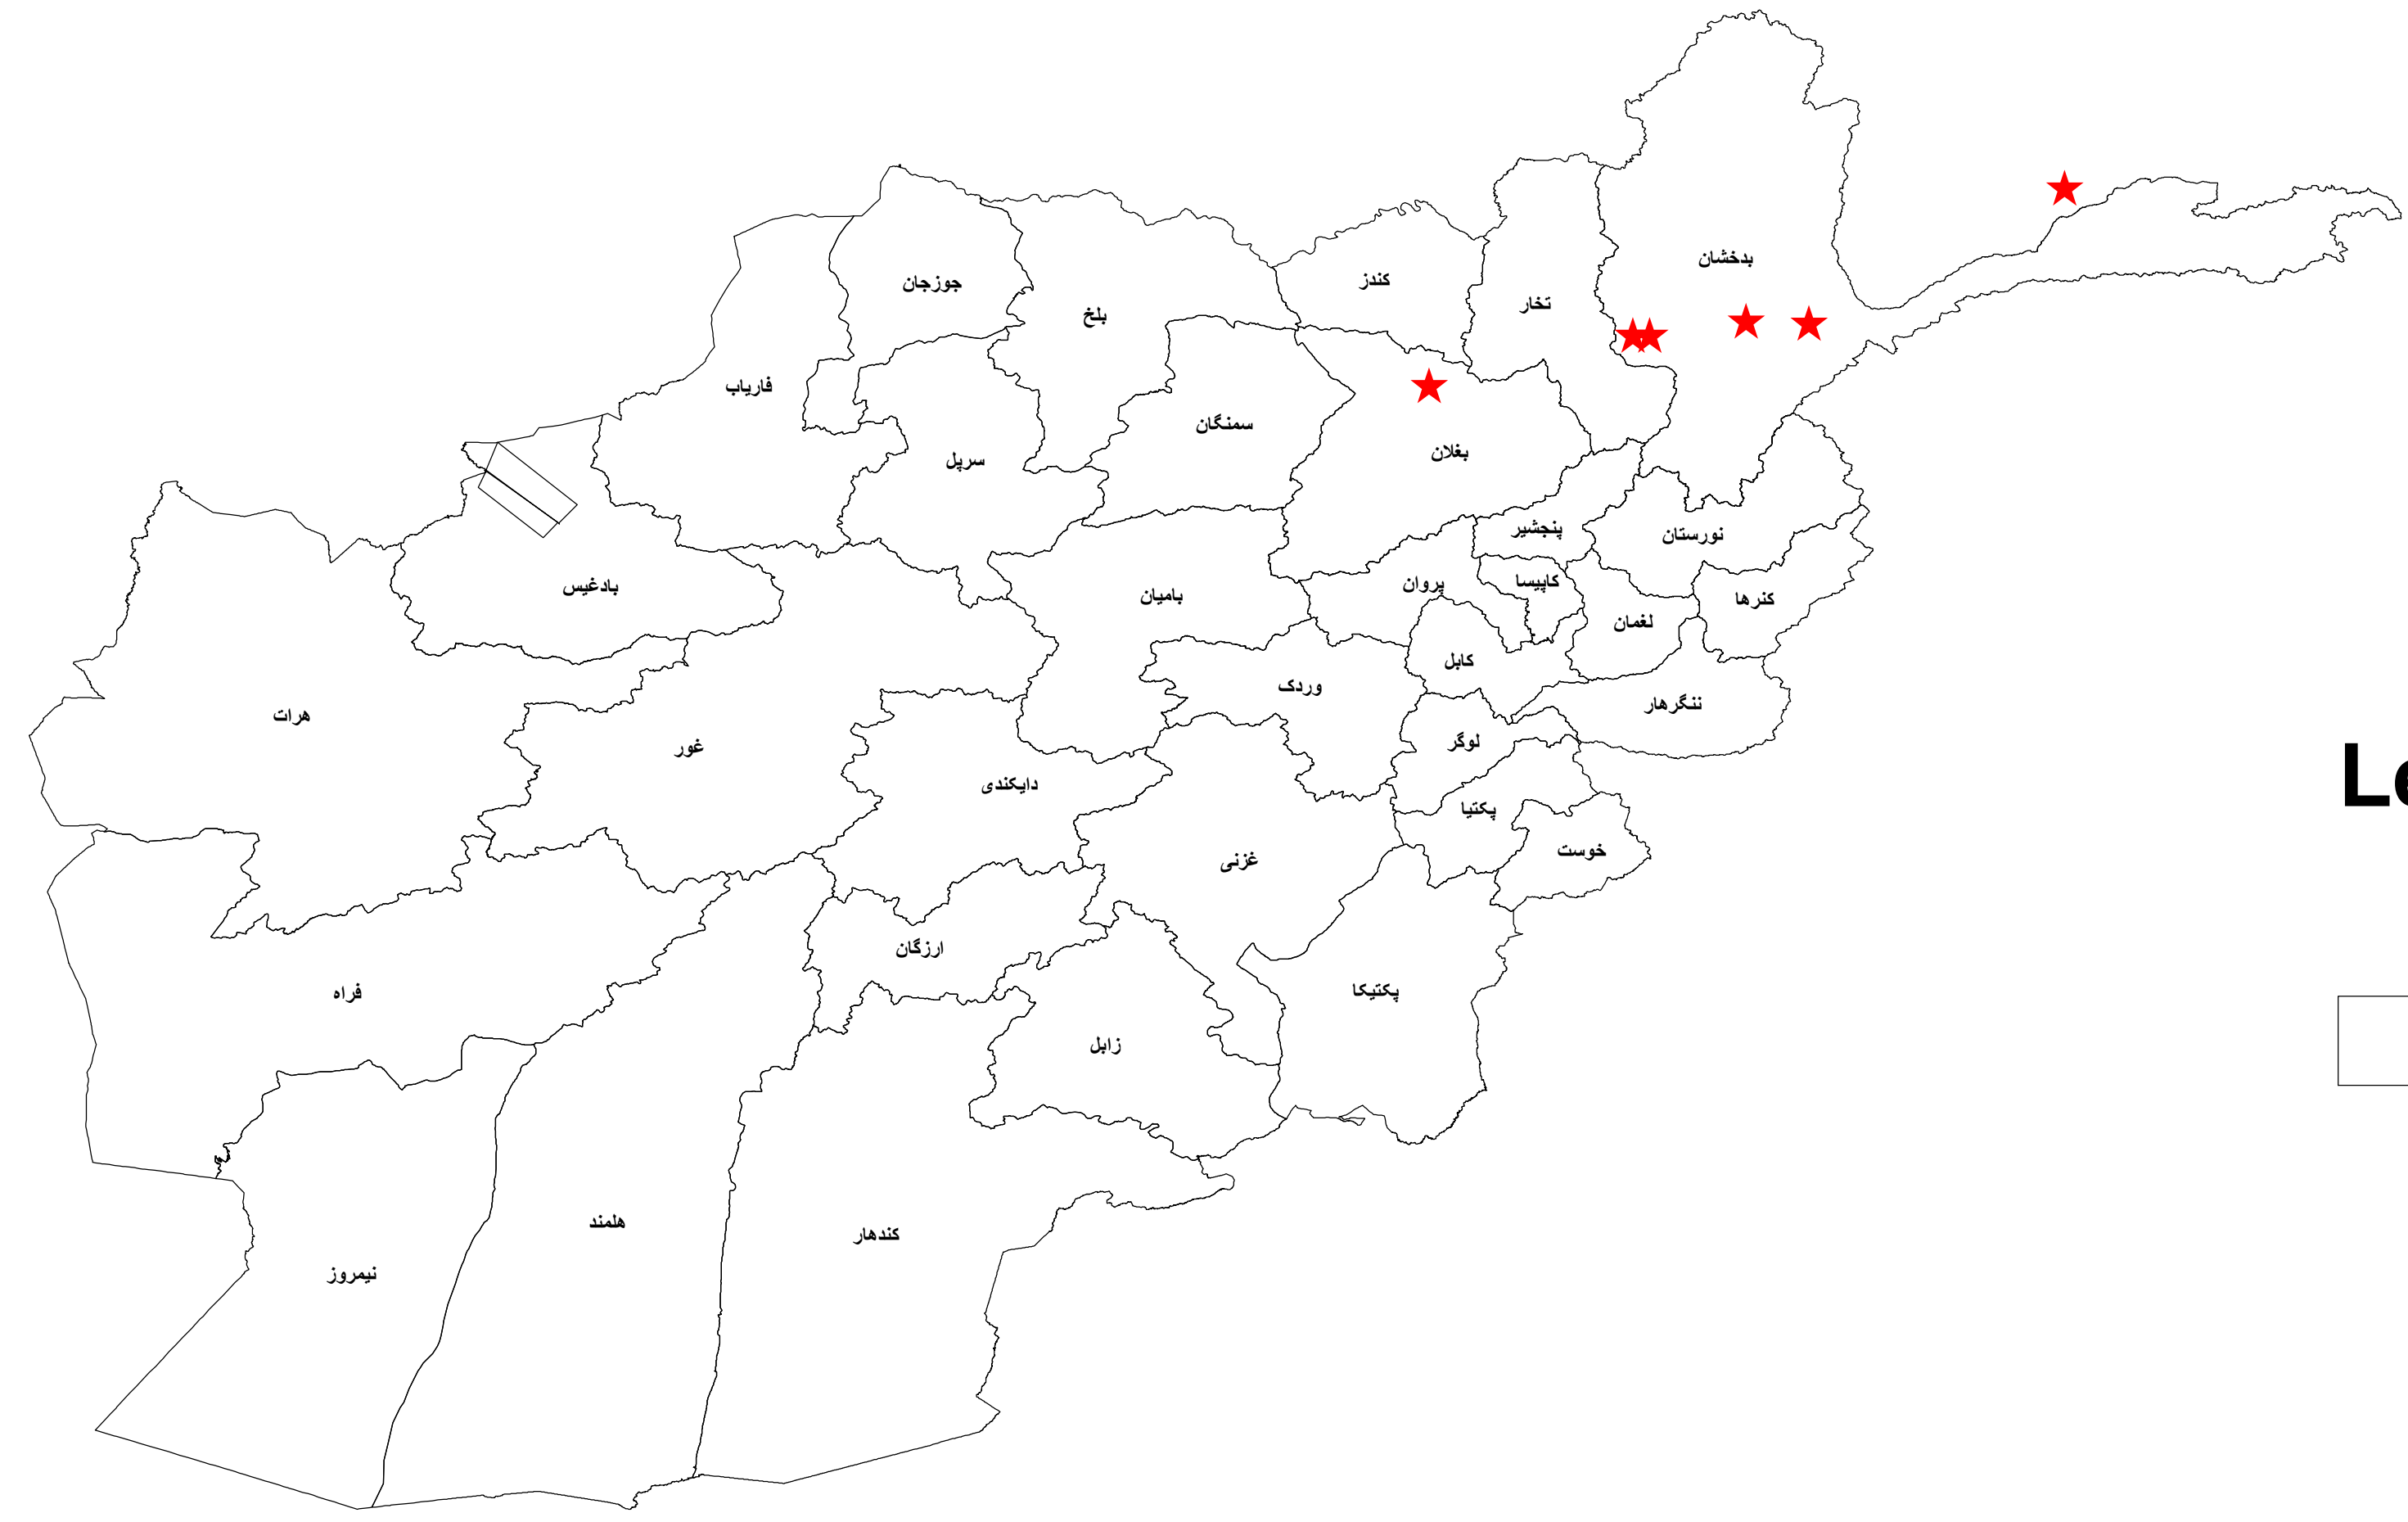 بدخشان
کندز
جوزجان
تخار
بلخ
فاریاب
سمنگان
بغلان
سرپل
پنجشیر
نورستان
کاپیسا
پروان
بادغیس
بامیان
کنرها
لغمان
کابل
وردک
ننگرهار
هرات
لوگر
غور
دایکندی
پکتیا
خوست
غزنی
ارزگان
پکتیکا
فراه
زابل
هلمند
کندهار
نیمروز
Le